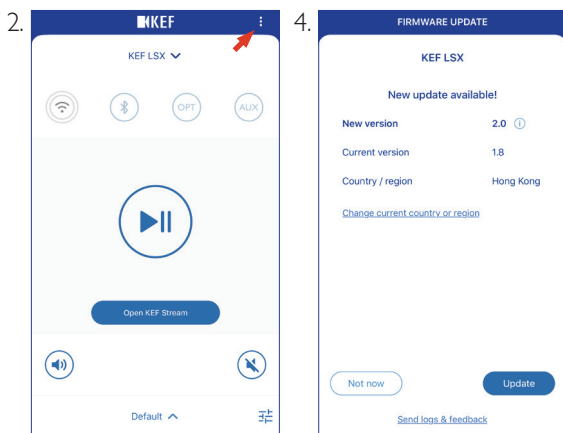 2.
KEF
KEF LSX
OPT
AUX
Open KEF Stream
Default
4.
FIRMWARE UPDATE
KEF LSX
New update available!
New version 2.0 i
Current version 1.8
Country / region Hong Kong
Change current country or region
Not now
Update
Send logs & feedback